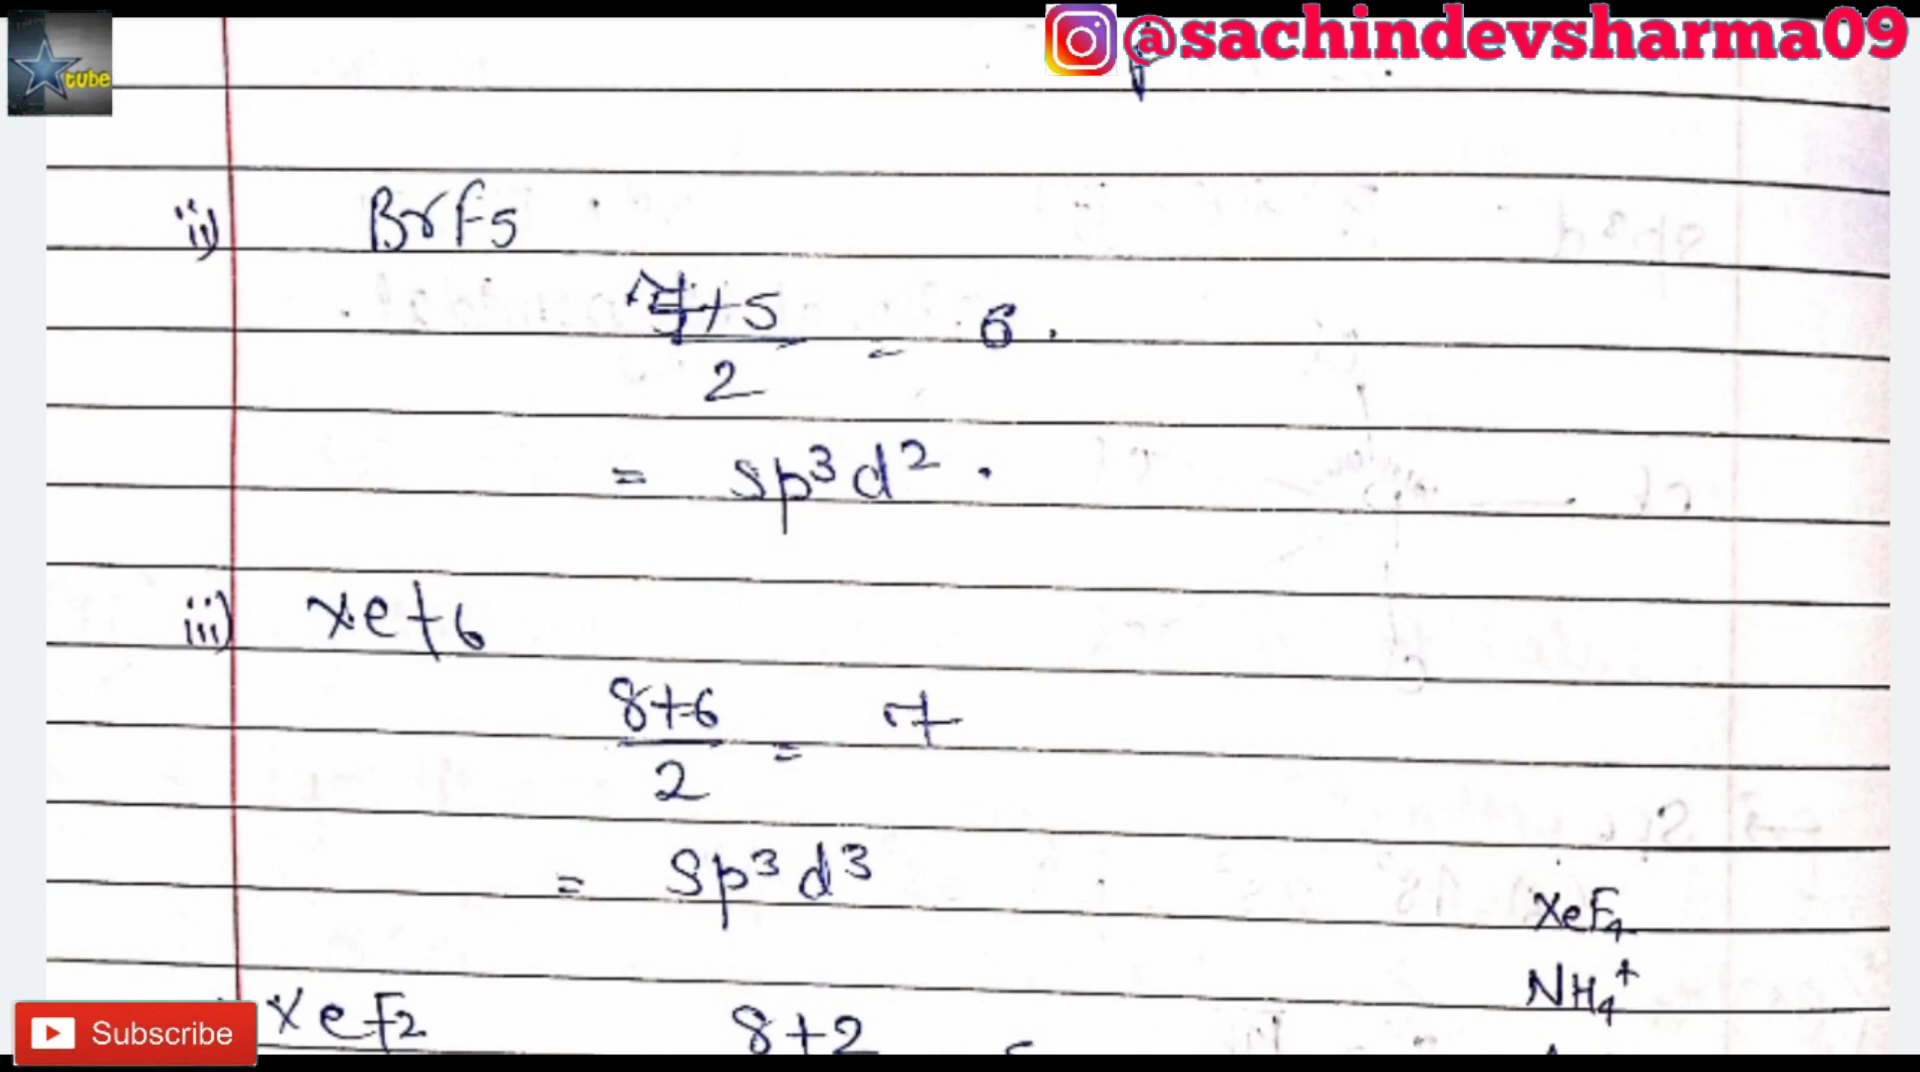 @sachindevsharma09
tube
ii) BrF5
7+5
2
= 6.
= sp³d².
iii) XeF6
8+6
2
= 7
= Sp³d³
XeF4
NH4+
XeF2 8+2
Subscribe